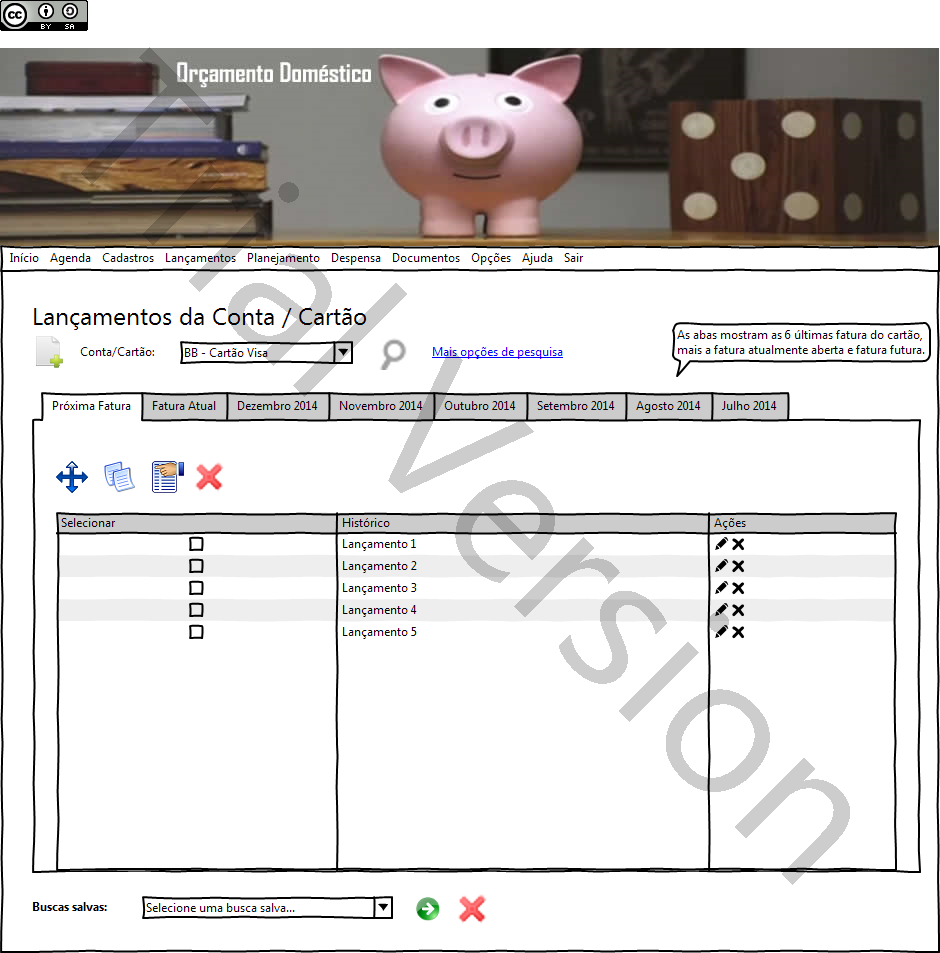 cc BY SA
Orçamento Doméstico
Início Agenda Cadastros Lançamentos Planejamento Despensa Documentos Opções Ajuda Sair
Lançamentos da Conta / Cartão
As abas mostram as 6 últimas fatura do cartão,
mais a fatura atualmente aberta e fatura futura.
Conta/Cartão: BB - Cartão Visa Mais opções de pesquisa
Próxima Fatura Fatura Atual Dezembro 2014 Novembro 2014 Outubro 2014 Setembro 2014 Agosto 2014 Julho 2014
Selecionar Histórico Ações
Lançamento 1
Lançamento 2
Lançamento 3
Lançamento 4
Lançamento 5
Buscas salvas: Selecione uma busca salva...
Trial Version